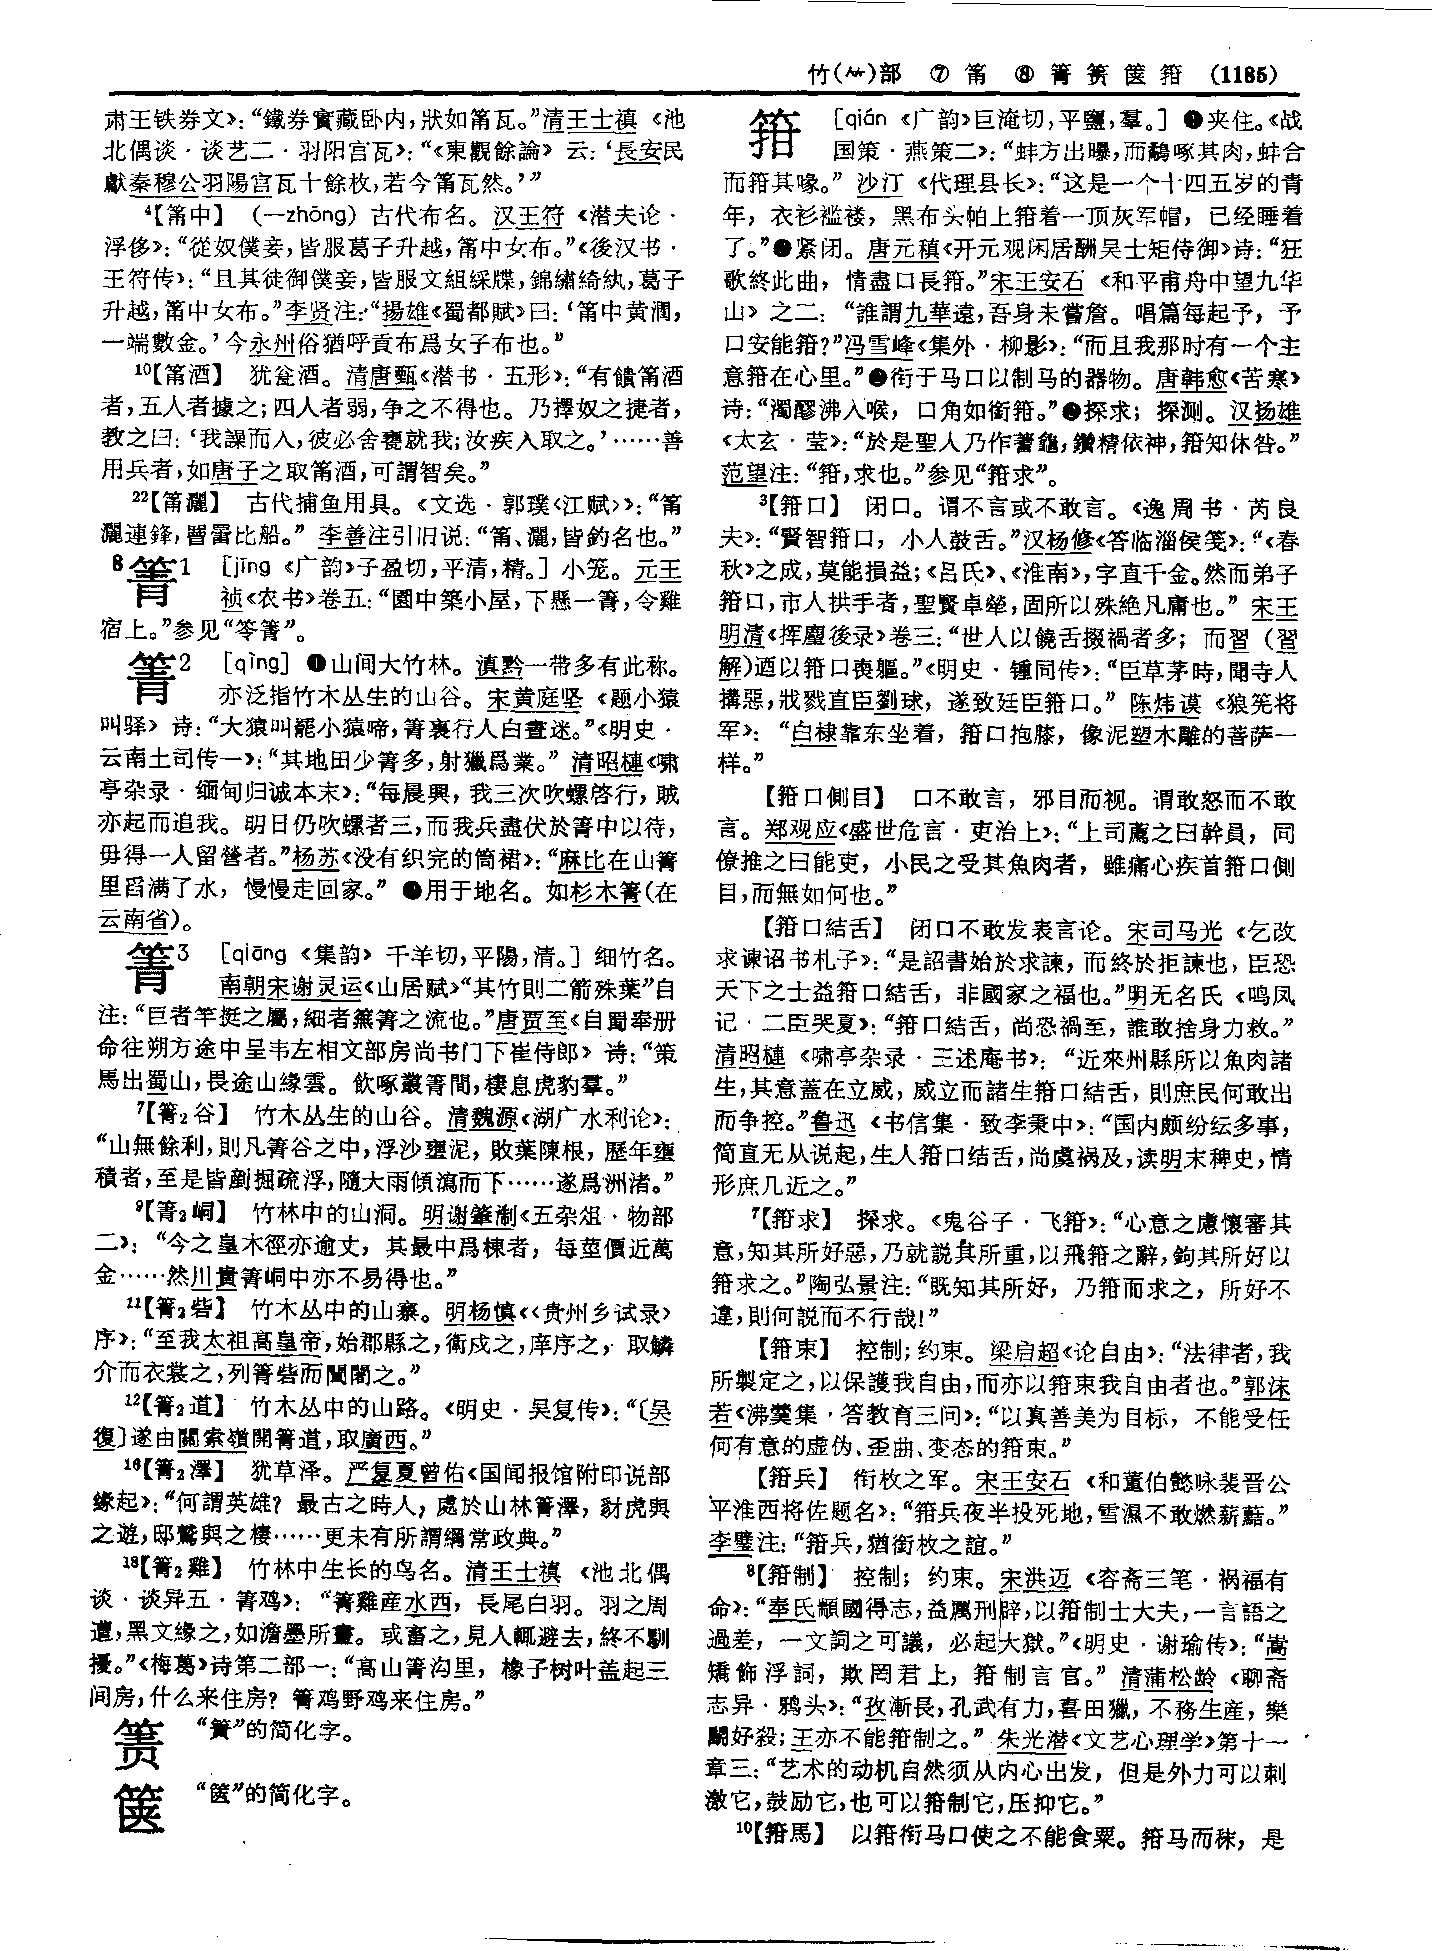 竹(⺮)部 ⑦筩 ⑧箐箦箧箝 (1185)
肃王铁券文》：“鐵券實藏卧内，狀如筩瓦。”清王士禛《池
北偶谈·谈艺二·羽阳宫瓦》：“《東觀餘論》云：‘長安民
獻秦穆公羽陽宫瓦十餘枚，若今筩瓦然。’”
⁴【筩中】 (一zhōng) 古代布名。汉王符《潜夫论·
浮侈》：“從奴僕妾，皆服葛子升越，筩中女布。”《後汉书·
王符传》：“且其徒御僕妾，皆服文組綵牒，錦繡綺紈，葛子
升越，筩中女布。”李贤注：“揚雄《蜀都賦》曰：‘筩中黄潤，
一端數金。’今永州俗猶呼貢布爲女子布也。”
¹⁰【筩酒】 犹瓮酒。清唐甄《潜书·五形》：“有饋筩酒
者，五人者據之；四人者弱，争之不得也。乃擇奴之捷者，
教之曰：‘我譟而入，彼必舍甕就我；汝疾入取之。’……善
用兵者，如唐子之取筩酒，可謂智矣。”
²²【筩灑】 古代捕鱼用具。《文选·郭璞〈江赋〉》：“筩
灑連鋒，罾罶比船。”李善注引旧说：“筩、灑，皆釣名也。”
8 箐1 [jīng 《广韵》子盈切，平清，精。] 小笼。元王
祯《农书》卷五：“園中築小屋，下懸一箐，令雞
宿上。”参见“笭箐”。
箐2 [qìng] ❶山间大竹林。滇黔一带多有此称。
亦泛指竹木丛生的山谷。宋黄庭坚《题小猿
叫驿》诗：“大猿叫罷小猿啼，箐裏行人白晝迷。”《明史·
云南土司传一》：“其地田少箐多，射獵爲業。”清昭槤《啸
亭杂录·缅甸归诚本末》：“每晨興，我三次吹螺啓行，賊
亦起而追我。明日仍吹螺者三，而我兵盡伏於箐中以待，
毋得一人留營者。”杨苏《没有织完的筒裙》：“麻比在山箐
里舀满了水，慢慢走回家。”❷用于地名。如杉木箐(在
云南省)。
箐3 [qiāng 《集韵》千羊切，平陽，清。] 细竹名。
南朝宋谢灵运《山居赋》“其竹則二箭殊葉”自
注：“巨者竿挺之屬，細者䉋箐之流也。”唐贾至《自蜀奉册
命往朔方途中呈韦左相文部房尚书门下崔侍郎》诗：“策
馬出蜀山，畏途山缘雲。飲啄叢箐間，棲息虎豹羣。”
⁷【箐₂谷】 竹木丛生的山谷。清魏源《湖广水利论》：
“山無餘利，則凡箐谷之中，浮沙壅泥，敗葉陳根，歷年壅
積者，至是皆剷掘疏浮，隨大雨傾瀉而下……遂爲洲渚。”
⁹【箐₂峒】 竹林中的山洞。明谢肇淛《五杂俎·物部
二》：“今之皇木徑亦逾丈，其最中爲棟者，每莖價近萬
金……然川貴箐峒中亦不易得也。”
¹¹【箐₂砦】 竹木丛中的山寨。明杨慎《〈贵州乡试录〉
序》：“至我太祖高皇帝，始郡縣之，衛戍之，庠序之，取鱗
介而衣裳之，列箐砦而闤闠之。”
¹²【箐₂道】 竹木丛中的山路。《明史·吴复传》：“〔吴
復〕遂由關索嶺開箐道，取廣西。”
¹⁶【箐₂澤】 犹草泽。严复夏曾佑《国闻报馆附印说部
缘起》：“何謂英雄？最古之時人，處於山林箐澤，豺虎與
之遊，鴟鷲與之棲……更未有所謂綱常政典。”
¹⁸【箐₂雞】 竹林中生长的鸟名。清王士禛《池北偶
谈·谈异五·箐鸡》：“箐雞産水西，長尾白羽。羽之周
遭，黑文緣之，如澹墨所畫。或畜之，見人輒避去，終不馴
擾。”《梅葛》诗第二部一：“高山箐沟里，橡子树叶盖起三
间房，什么来住房？箐鸡野鸡来住房。”
箦 “簀”的简化字。
箧 “篋”的简化字。
箝 [qián 《广韵》巨淹切，平鹽，羣。] ❶夹住。《战
国策·燕策二》：“蚌方出曝，而鷸啄其肉，蚌合
而箝其喙。”沙汀《代理县长》：“这是一个十四五岁的青
年，衣衫褴褛，黑布头帕上箝着一顶灰军帽，已经睡着
了。”❷紧闭。唐元稹《开元观闲居酬吴士矩侍御》诗：“狂
歌終此曲，情盡口長箝。”宋王安石《和平甫舟中望九华
山》之二：“誰謂九華遠，吾身未嘗詹。唱篇每起予，予
口安能箝？”冯雪峰《集外·柳影》：“而且我那时有一个主
意箝在心里。”❸衔于马口以制马的器物。唐韩愈《苦寒》
诗：“濁醪沸入喉，口角如銜箝。”❹探求；探测。汉扬雄
《太玄·莹》：“於是聖人乃作蓍龜，鑽精依神，箝知休咎。”
范望注：“箝，求也。”参见“箝求”。
³【箝口】 闭口。谓不言或不敢言。《逸周书·芮良
夫》：“賢智箝口，小人鼓舌。”汉杨修《答临淄侯笺》：“《春
秋》之成，莫能損益；《吕氏》、《淮南》，字直千金。然而弟子
箝口，市人拱手者，聖賢卓犖，固所以殊絶凡庸也。”宋王
明清《挥麈後录》卷三：“世人以饒舌掇禍者多；而習(習
解)迺以箝口喪軀。”《明史·锺同传》：“臣草茅時，聞寺人
搆惡，戕戮直臣劉球，遂致廷臣箝口。”陈炜谟《狼筅将
军》：“白棣靠东坐着，箝口抱膝，像泥塑木雕的菩萨一
样。”
【箝口側目】 口不敢言，邪目而视。谓敢怒而不敢
言。郑观应《盛世危言·吏治上》：“上司薦之曰幹員，同
僚推之曰能吏，小民之受其魚肉者，雖痛心疾首箝口側
目，而無如何也。”
【箝口結舌】 闭口不敢发表言论。宋司马光《乞改
求谏诏书札子》：“是詔書始於求諫，而終於拒諫也，臣恐
天下之士益箝口結舌，非國家之福也。”明无名氏《鸣凤
记·二臣哭夏》：“箝口結舌，尚恐禍至，誰敢捨身力救。”
清昭槤《啸亭杂录·三述庵书》：“近來州縣所以魚肉諸
生，其意蓋在立威，威立而諸生箝口結舌，則庶民何敢出
而争控。”鲁迅《书信集·致李秉中》：“国内颇纷纭多事，
简直无从说起，生人箝口结舌，尚虞祸及，读明末稗史，情
形庶几近之。”
⁷【箝求】 探求。《鬼谷子·飞箝》：“心意之慮懷審其
意，知其所好惡，乃就説其所重，以飛箝之辭，鉤其所好以
箝求之。”陶弘景注：“既知其所好，乃箝而求之，所好不
違，則何説而不行哉！”
【箝束】 控制；约束。梁启超《论自由》：“法律者，我
所製定之，以保護我自由，而亦以箝束我自由者也。”郭沫
若《沸羹集·答教育三问》：“以真善美为目标，不能受任
何有意的虚伪、歪曲、变态的箝束。”
【箝兵】 衔枚之军。宋王安石《和董伯懿咏裴晋公
平淮西将佐题名》：“箝兵夜半投死地，雪濕不敢燃薪蘸。”
李璧注：“箝兵，猶銜枚之誼。”
⁸【箝制】 控制；约束。宋洪迈《容斋三笔·祸福有
命》：“秦氏顓國得志，益厲刑辟，以箝制士大夫，一言語之
過差，一文詞之可議，必起大獄。”《明史·谢瑜传》：“嵩
矯飾浮詞，欺罔君上，箝制言官。”清蒲松龄《聊斋
志异·鸦头》：“孜漸長，孔武有力，喜田獵，不務生産，樂
鬭好殺；王亦不能箝制之。”朱光潜《文艺心理学》第十一
章三：“艺术的动机自然须从内心出发，但是外力可以刺
激它，鼓励它，也可以箝制它，压抑它。”
¹⁰【箝馬】 以箝衔马口使之不能食粟。箝马而秣，是